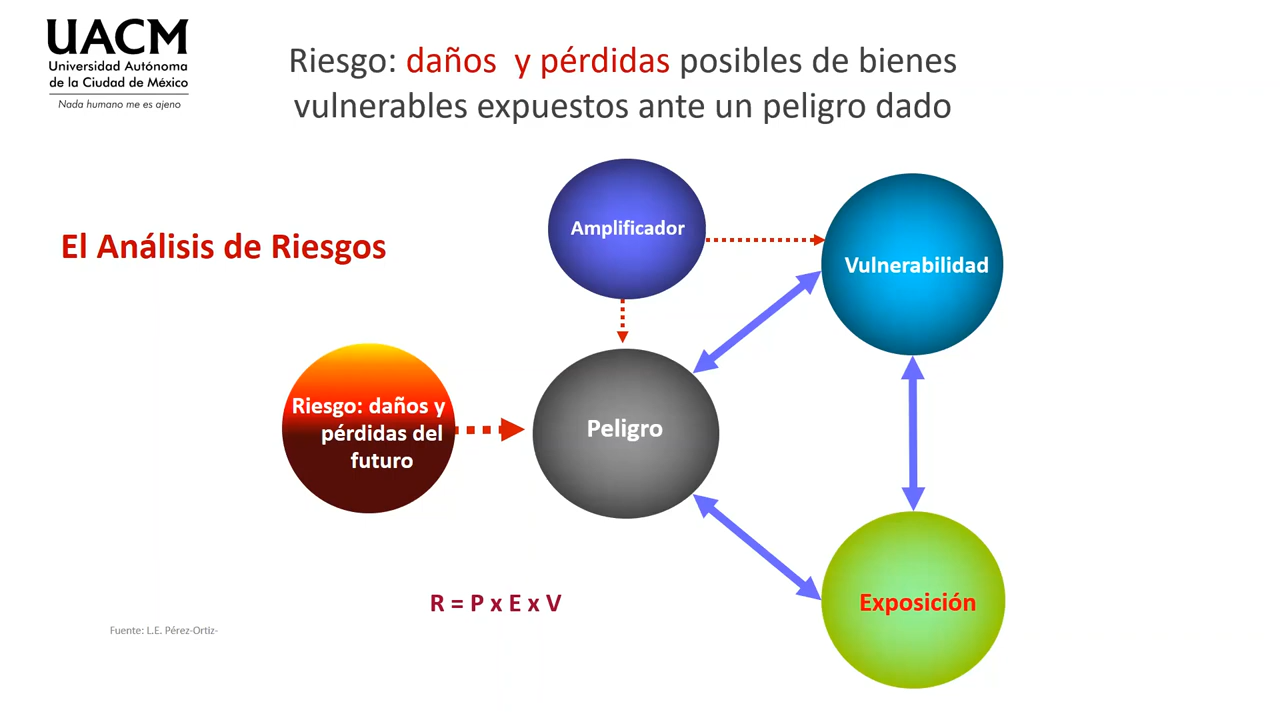 UACM
Universidad Autónoma
de la Ciudad de México
Nada humano me es ajeno
Riesgo: daños y pérdidas posibles de bienes
vulnerables expuestos ante un peligro dado
El Análisis de Riesgos
Amplificador
Vulnerabilidad
Riesgo: daños y
pérdidas del
futuro
Peligro
Exposición
R = P x E x V
Fuente: L.E. Pérez-Ortiz-